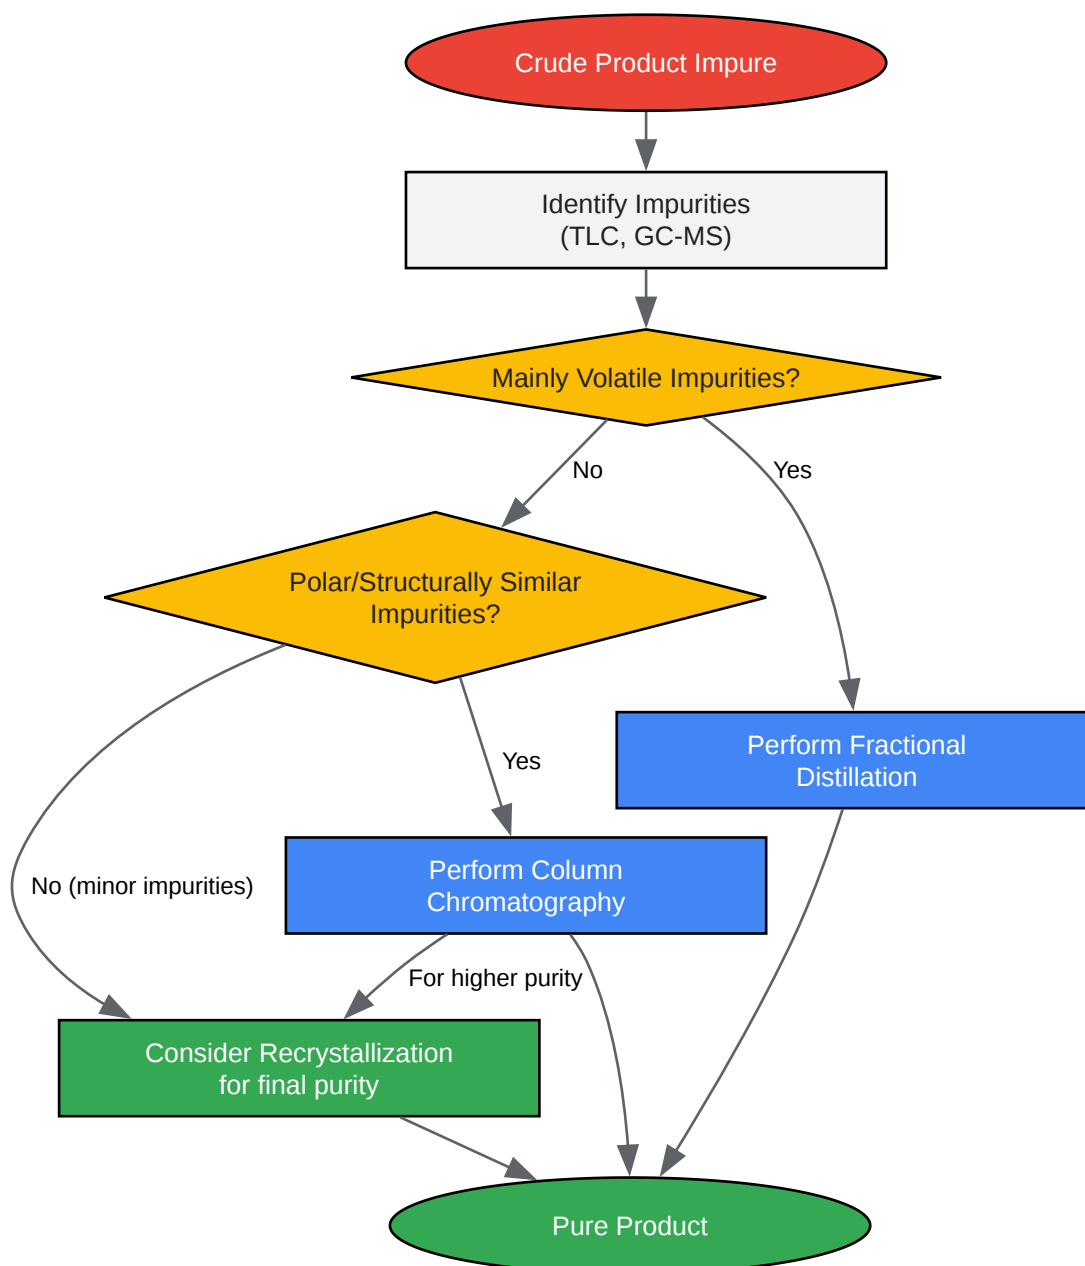 Crude Product Impure
Identify Impurities
(TLC, GC-MS)
Mainly Volatile Impurities?
No
Yes
Polar/Structurally Similar
Impurities?
Perform Fractional
Distillation
Yes
Perform Column
Chromatography
No (minor impurities)
For higher purity
Consider Recrystallization
for final purity
Pure Product